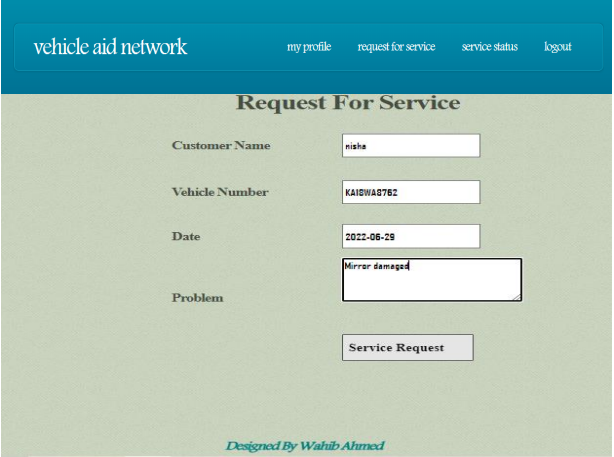 vehicle aid network
my profile request for service service status logout
Request For Service
Customer Name nisha
Vehicle Number KAI8WA8762
Date 2022-06-29
Problem Mirror damaged
Service Request
Designed By Wahib Ahmed